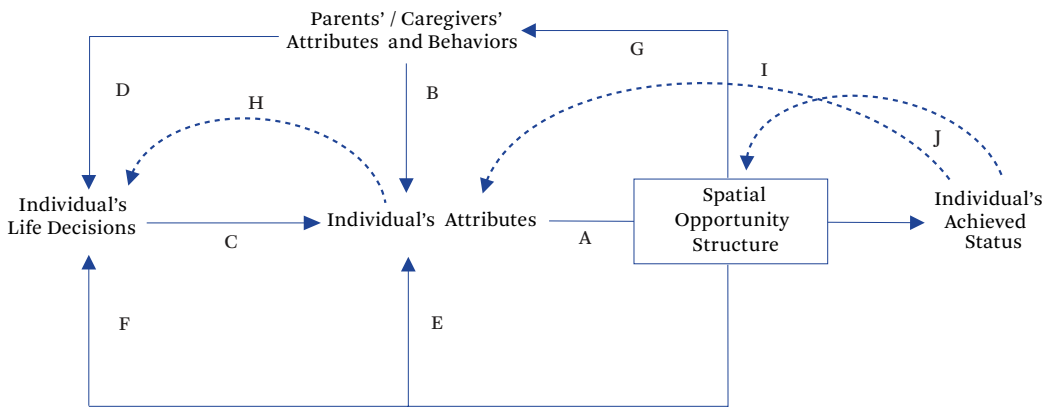 Parents' / Caregivers'
Attributes and Behaviors
G
I
D
B
H
J
Individual's
Life Decisions
C
Individual's Attributes
A
Spatial
Opportunity
Structure
Individual's
Achieved
Status
F
E